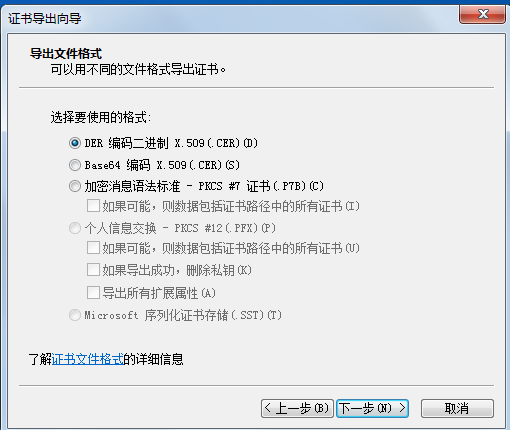 证书导出向导
导出文件格式
可以用不同的文件格式导出证书。
选择要使用的格式:
DER 编码二进制 X.509(.CER)(D)
Base64 编码 X.509(.CER)(S)
加密消息语法标准 - PKCS #7 证书(.P7B)(C)
如果可能，则数据包括证书路径中的所有证书(I)
个人信息交换 - PKCS #12(.PFX)(P)
如果可能，则数据包括证书路径中的所有证书(U)
如果导出成功，删除私钥(K)
导出所有扩展属性(A)
Microsoft 序列化证书存储(.SST)(T)
了解证书文件格式的详细信息
< 上一步(B) 下一步(N) > 取消